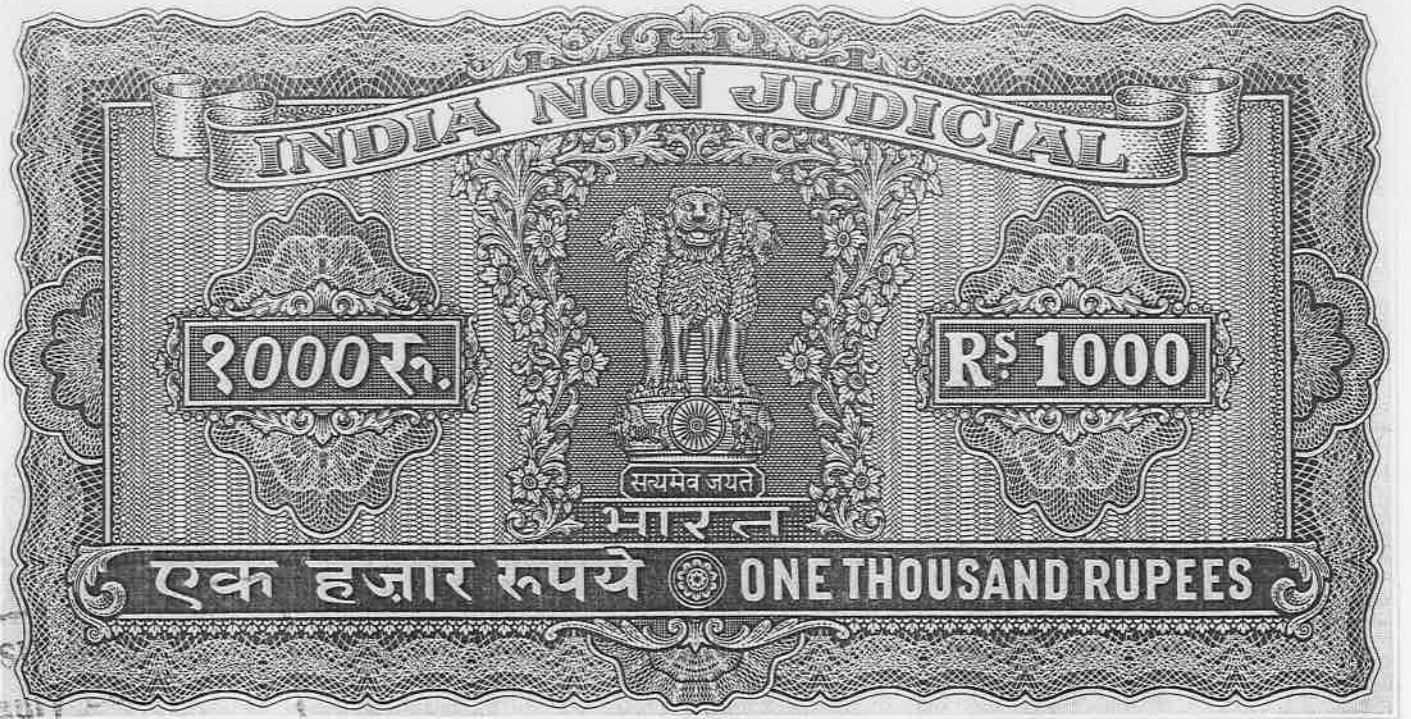 INDIA NON JUDICIAL
१000रु. Rs. 1000
सत्यमेव जयते
भारत
एक हज़ार रुपये ONE THOUSAND RUPEES